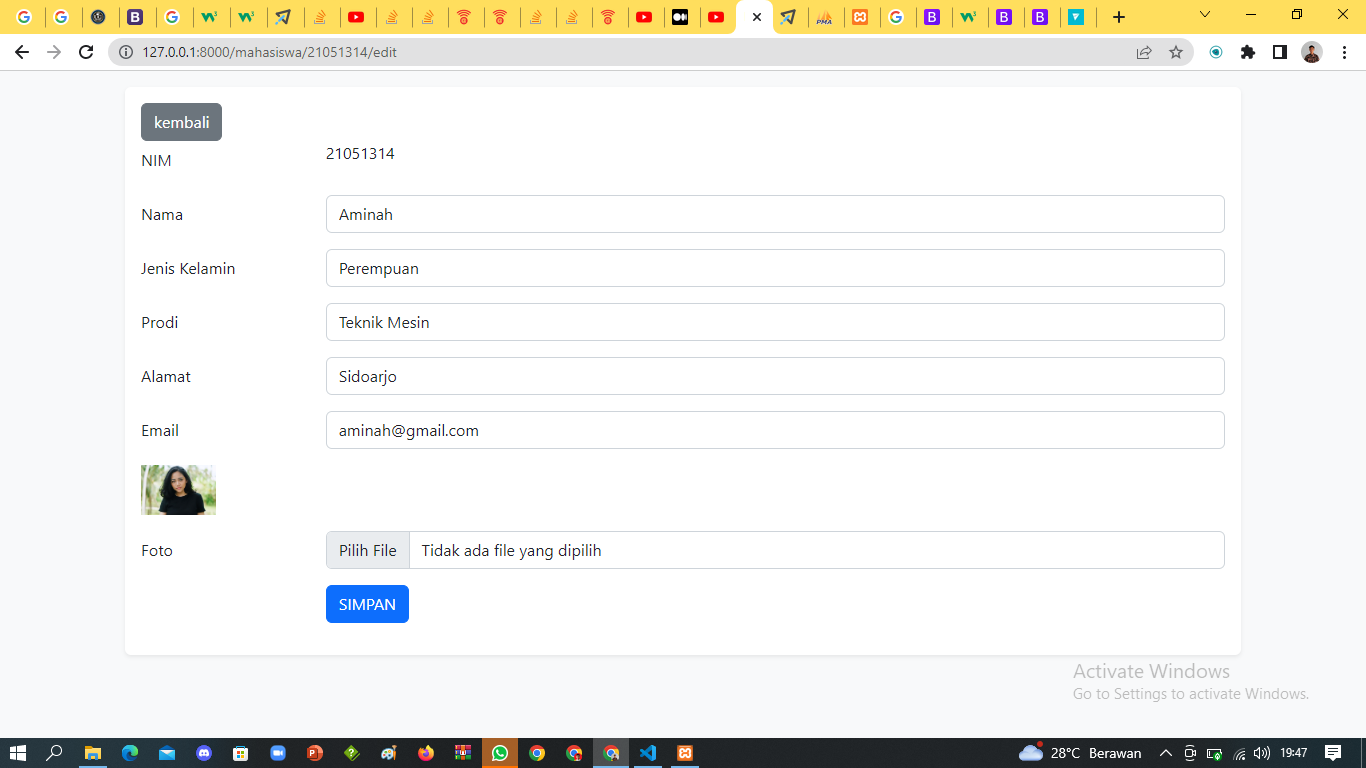 127.0.0.1:8000/mahasiswa/21051314/edit
kembali
NIM 21051314
Nama Aminah
Jenis Kelamin Perempuan
Prodi Teknik Mesin
Alamat Sidoarjo
Email aminah@gmail.com
Foto Pilih File Tidak ada file yang dipilih
SIMPAN
Activate Windows
Go to Settings to activate Windows.
28°C Berawan 19:47